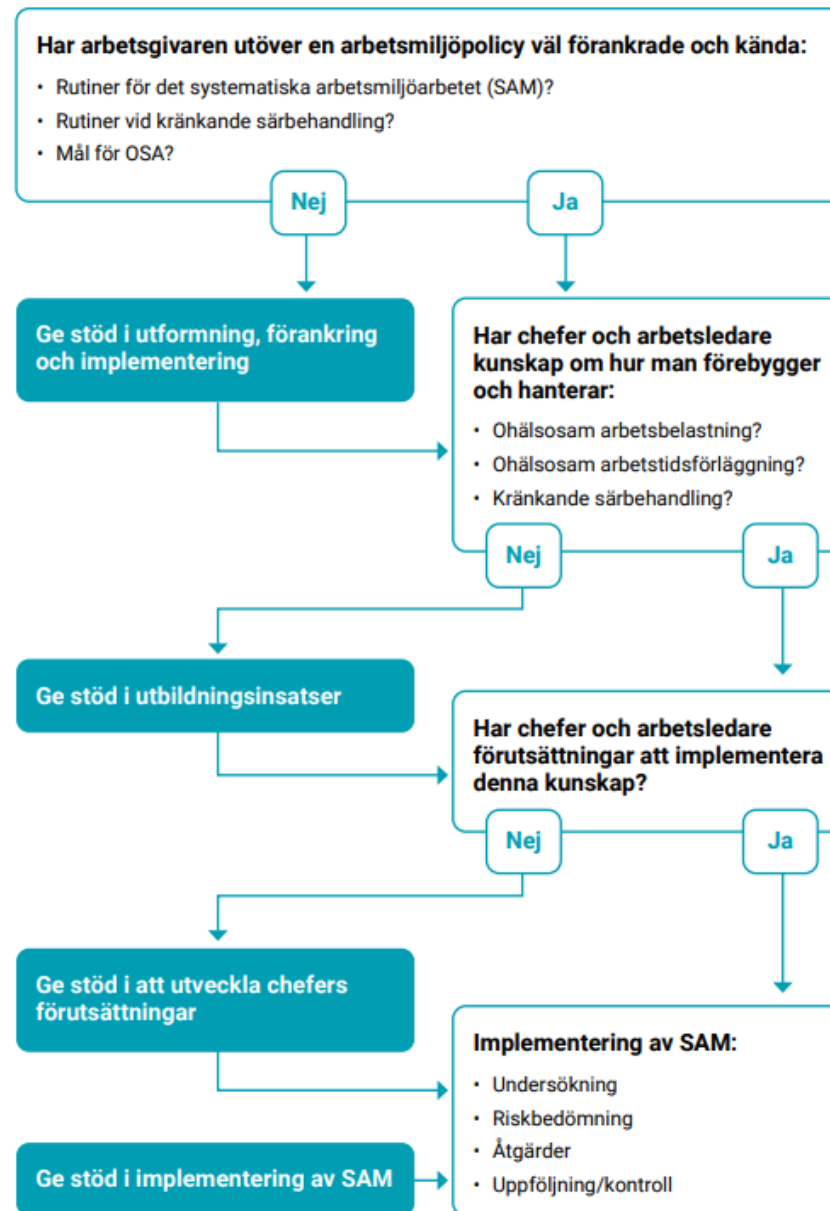 Har arbetsgivaren utöver en arbetsmiljöpolicy väl förankrade och kända:
• Rutiner för det systematiska arbetsmiljöarbetet (SAM)?
• Rutiner vid kränkande särbehandling?
• Mål för OSA?
Nej
Ja
Ge stöd i utformning, förankring
och implementering
Har chefer och arbetsledare
kunskap om hur man förebygger
och hanterar:
• Ohälsosam arbetsbelastning?
• Ohälsosam arbetstidsförläggning?
• Kränkande särbehandling?
Nej
Ja
Ge stöd i utbildningsinsatser
Har chefer och arbetsledare
förutsättningar att implementera
denna kunskap?
Nej
Ja
Ge stöd i att utveckla chefers
förutsättningar
Implementering av SAM:
• Undersökning
• Riskbedömning
• Åtgärder
• Uppföljning/kontroll
Ge stöd i implementering av SAM